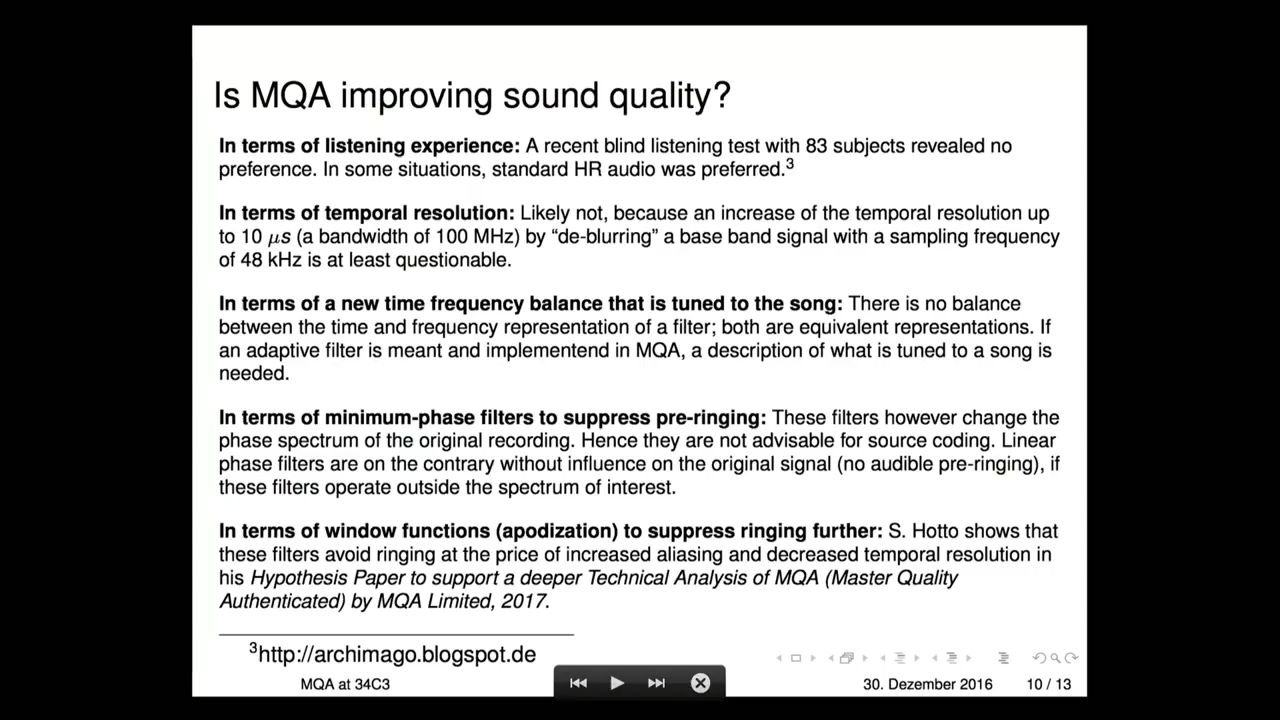 Is MQA improving sound quality?
In terms of listening experience: A recent blind listening test with 83 subjects revealed no
preference. In some situations, standard HR audio was preferred.3
In terms of temporal resolution: Likely not, because an increase of the temporal resolution up
to 10 μs (a bandwidth of 100 MHz) by “de-blurring” a base band signal with a sampling frequency
of 48 kHz is at least questionable.
In terms of a new time frequency balance that is tuned to the song: There is no balance
between the time and frequency representation of a filter; both are equivalent representations. If
an adaptive filter is meant and implementend in MQA, a description of what is tuned to a song is
needed.
In terms of minimum-phase filters to suppress pre-ringing: These filters however change the
phase spectrum of the original recording. Hence they are not advisable for source coding. Linear
phase filters are on the contrary without influence on the original signal (no audible pre-ringing), if
these filters operate outside the spectrum of interest.
In terms of window functions (apodization) to suppress ringing further: S. Hotto shows that
these filters avoid ringing at the price of increased aliasing and decreased temporal resolution in
his Hypothesis Paper to support a deeper Technical Analysis of MQA (Master Quality
Authenticated) by MQA Limited, 2017.
3http://archimago.blogspot.de
MQA at 34C3 30. Dezember 2016 10 / 13